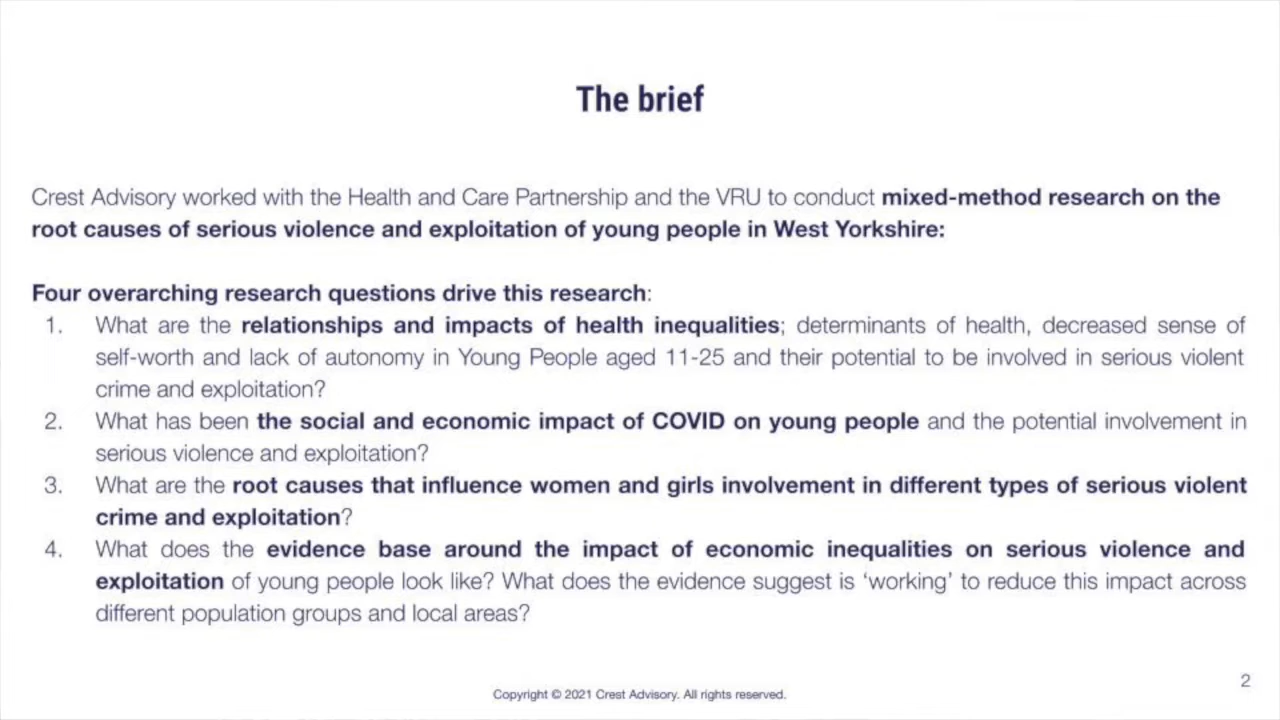 The brief
Crest Advisory worked with the Health and Care Partnership and the VRU to conduct mixed-method research on the
root causes of serious violence and exploitation of young people in West Yorkshire:
Four overarching research questions drive this research:
1. What are the relationships and impacts of health inequalities; determinants of health, decreased sense of
self-worth and lack of autonomy in Young People aged 11-25 and their potential to be involved in serious violent
crime and exploitation?
2. What has been the social and economic impact of COVID on young people and the potential involvement in
serious violence and exploitation?
3. What are the root causes that influence women and girls involvement in different types of serious violent
crime and exploitation?
4. What does the evidence base around the impact of economic inequalities on serious violence and
exploitation of young people look like? What does the evidence suggest is ‘working’ to reduce this impact across
different population groups and local areas?
Copyright © 2021 Crest Advisory. All rights reserved.
2